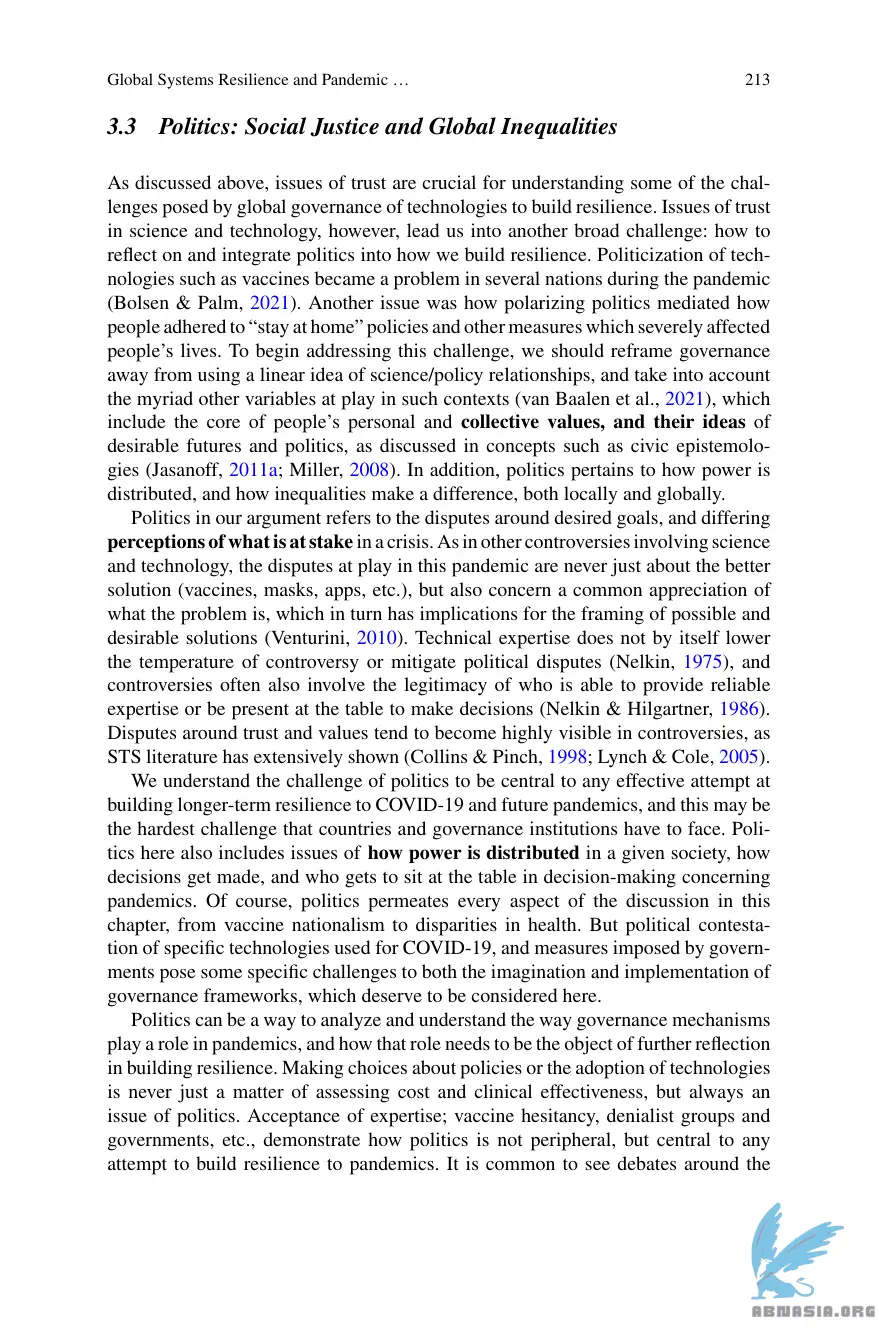 Global Systems Resilience and Pandemic …
213
3.3 Politics: Social Justice and Global Inequalities
As discussed above, issues of trust are crucial for understanding some of the chal-
lenges posed by global governance of technologies to build resilience. Issues of trust
in science and technology, however, lead us into another broad challenge: how to
reflect on and integrate politics into how we build resilience. Politicization of tech-
nologies such as vaccines became a problem in several nations during the pandemic
(Bolsen & Palm, 2021). Another issue was how polarizing politics mediated how
people adhered to “stay at home” policies and other measures which severely affected
people’s lives. To begin addressing this challenge, we should reframe governance
away from using a linear idea of science/policy relationships, and take into account
the myriad other variables at play in such contexts (van Baalen et al., 2021), which
include the core of people’s personal and collective values, and their ideas of
desirable futures and politics, as discussed in concepts such as civic epistemolo-
gies (Jasanoff, 2011a; Miller, 2008). In addition, politics pertains to how power is
distributed, and how inequalities make a difference, both locally and globally.
Politics in our argument refers to the disputes around desired goals, and differing
perceptions of what is at stake in a crisis. As in other controversies involving science
and technology, the disputes at play in this pandemic are never just about the better
solution (vaccines, masks, apps, etc.), but also concern a common appreciation of
what the problem is, which in turn has implications for the framing of possible and
desirable solutions (Venturini, 2010). Technical expertise does not by itself lower
the temperature of controversy or mitigate political disputes (Nelkin, 1975), and
controversies often also involve the legitimacy of who is able to provide reliable
expertise or be present at the table to make decisions (Nelkin & Hilgartner, 1986).
Disputes around trust and values tend to become highly visible in controversies, as
STS literature has extensively shown (Collins & Pinch, 1998; Lynch & Cole, 2005).
We understand the challenge of politics to be central to any effective attempt at
building longer-term resilience to COVID-19 and future pandemics, and this may be
the hardest challenge that countries and governance institutions have to face. Poli-
tics here also includes issues of how power is distributed in a given society, how
decisions get made, and who gets to sit at the table in decision-making concerning
pandemics. Of course, politics permeates every aspect of the discussion in this
chapter, from vaccine nationalism to disparities in health. But political contesta-
tion of specific technologies used for COVID-19, and measures imposed by govern-
ments pose some specific challenges to both the imagination and implementation of
governance frameworks, which deserve to be considered here.
Politics can be a way to analyze and understand the way governance mechanisms
play a role in pandemics, and how that role needs to be the object of further reflection
in building resilience. Making choices about policies or the adoption of technologies
is never just a matter of assessing cost and clinical effectiveness, but always an
issue of politics. Acceptance of expertise; vaccine hesitancy, denialist groups and
governments, etc., demonstrate how politics is not peripheral, but central to any
attempt to build resilience to pandemics. It is common to see debates around the
ABNASIA.ORG